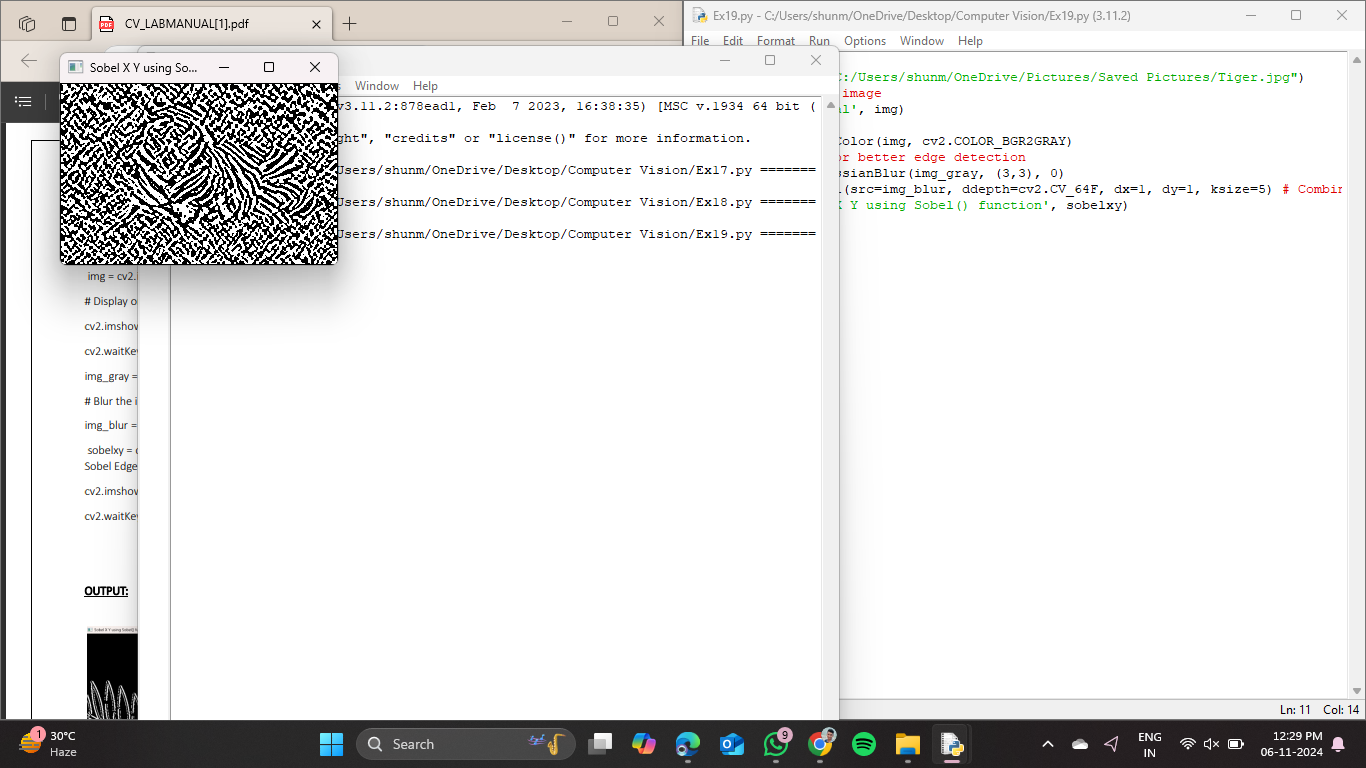 CV_LABMANUAL[1].pdf
Ex19.py - C:/Users/shunm/OneDrive/Desktop/Computer Vision/Ex19.py (3.11.2)
File Edit Format Run Options Window Help
Sobel X Y using So...
s Window Help
C:/Users/shunm/OneDrive/Pictures/Saved Pictures/Tiger.jpg")
image
al', img)
Color(img, cv2.COLOR_BGR2GRAY)
or better edge detection
ssianBlur(img_gray, (3,3), 0)
l(src=img_blur, ddepth=cv2.CV_64F, dx=1, dy=1, ksize=5) # Combin
X Y using Sobel() function', sobelxy)
v3.11.2:878ead1, Feb 7 2023, 16:38:35) [MSC v.1934 64 bit (
ght", "credits" or "license()" for more information.
Users/shunm/OneDrive/Desktop/Computer Vision/Ex17.py =======
Users/shunm/OneDrive/Desktop/Computer Vision/Ex18.py =======
Users/shunm/OneDrive/Desktop/Computer Vision/Ex19.py =======
img = cv2.
# Display o
cv2.imshow
cv2.waitKey
img_gray =
# Blur the i
img_blur =
sobelxy = c
Sobel Edge
cv2.imshow
cv2.waitKey
OUTPUT:
Ln: 11 Col: 14
1
30°C
Haze
Search
9
ENG
IN
12:29 PM
06-11-2024